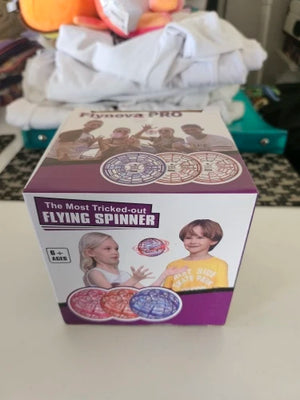 Flynova PRO
The Most Tricked-out
FLYING SPINNER
6+
AGES